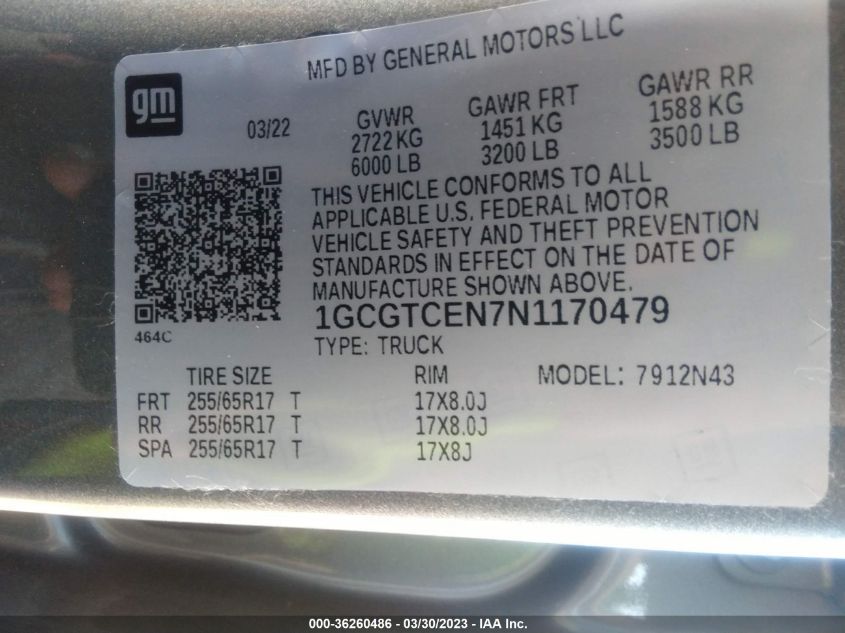 MFD BY GENERAL MOTORS LLC
gm
03/22
GVWR GAWR FRT GAWR RR
2722 KG 1451 KG 1588 KG
6000 LB 3200 LB 3500 LB
THIS VEHICLE CONFORMS TO ALL
APPLICABLE U.S. FEDERAL MOTOR
VEHICLE SAFETY AND THEFT PREVENTION
STANDARDS IN EFFECT ON THE DATE OF
MANUFACTURE SHOWN ABOVE.
1GCGTCEN7N1170479
464C
TYPE: TRUCK
TIRE SIZE RIM MODEL: 7912N43
FRT 255/65R17 T 17X8.0J
RR 255/65R17 T 17X8.0J
SPA 255/65R17 T 17X8J
000-36260486 - 03/30/2023 - IAA Inc.